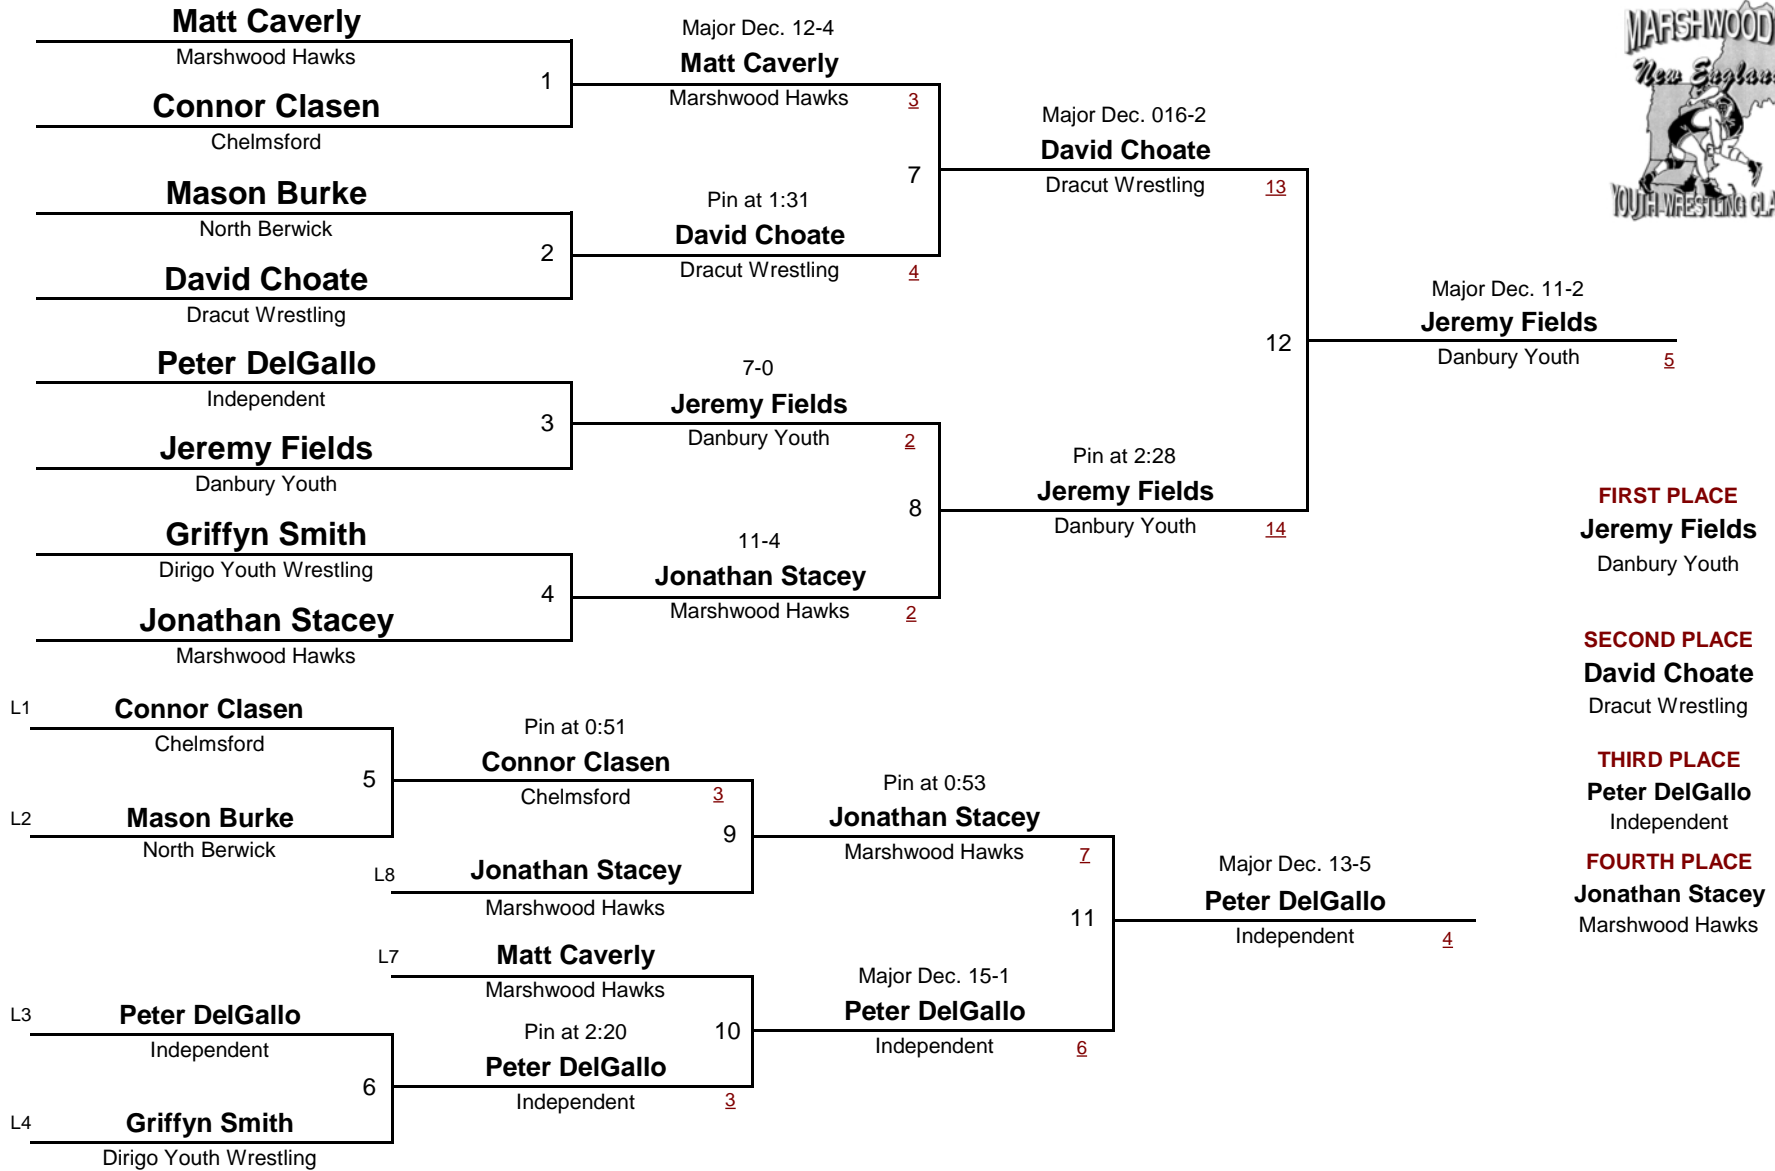 Matt Caverly
Marshwood Hawks
1
Connor Clasen
Chelmsford
Mason Burke
North Berwick
2
David Choate
Dracut Wrestling
Peter DelGallo
Independent
3
Jeremy Fields
Danbury Youth
Griffyn Smith
Dirigo Youth Wrestling
4
Jonathan Stacey
Marshwood Hawks
Major Dec. 12-4
Matt Caverly
Marshwood Hawks 3
7
Pin at 1:31
David Choate
Dracut Wrestling 4
7-0
Jeremy Fields
Danbury Youth 2
8
11-4
Jonathan Stacey
Marshwood Hawks 2
Major Dec. 016-2
David Choate
Dracut Wrestling 13
12
Pin at 2:28
Jeremy Fields
Danbury Youth 14
Major Dec. 11-2
Jeremy Fields
Danbury Youth 5
MARSHWOOD
New England
YOUTH WRESTLING CLA
FIRST PLACE
Jeremy Fields
Danbury Youth
SECOND PLACE
David Choate
Dracut Wrestling
THIRD PLACE
Peter DelGallo
Independent
FOURTH PLACE
Jonathan Stacey
Marshwood Hawks
L1 Connor Clasen
Chelmsford
5
L2 Mason Burke
North Berwick
Pin at 0:51
Connor Clasen
Chelmsford 3
9
L8 Jonathan Stacey
Marshwood Hawks
L7 Matt Caverly
Marshwood Hawks
10
Pin at 2:20
Peter DelGallo
Independent 3
L3 Peter DelGallo
Independent
6
L4 Griffyn Smith
Dirigo Youth Wrestling
Pin at 0:53
Jonathan Stacey
Marshwood Hawks 7
11
Major Dec. 15-1
Peter DelGallo
Independent 6
Major Dec. 13-5
Peter DelGallo
Independent 4